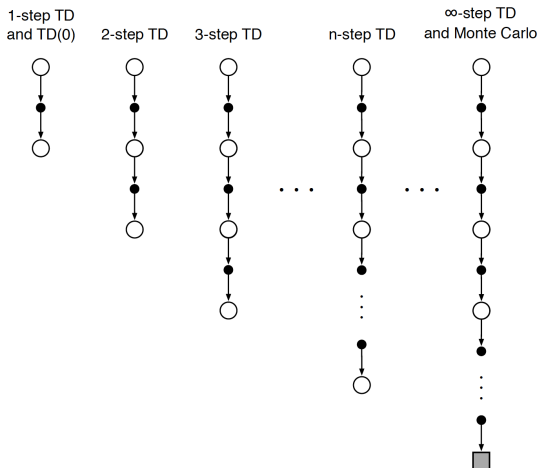 1-step TD
and TD(0)
2-step TD
3-step TD
n-step TD
∞-step TD
and Monte Carlo